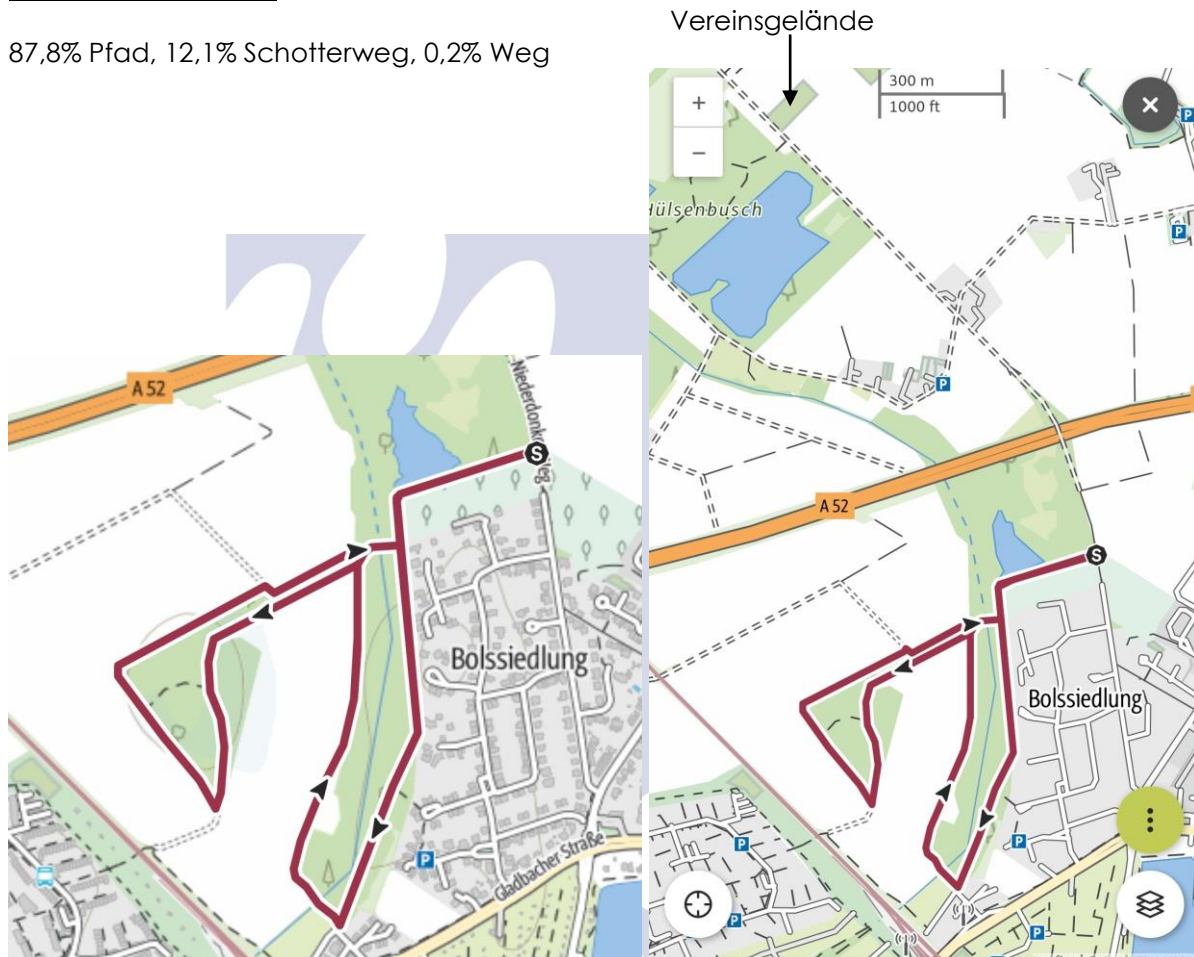 Vereinsgelände
87,8% Pfad, 12,1% Schotterweg, 0,2% Weg
300 m
1000 ft
+
−
×
P
Hülsenbusch
P
P
A 52
A 52
Niederdonker Weg
S
S
Bolssiedlung
Bolssiedlung
P
Gladbacher Straße
P
P
P
P